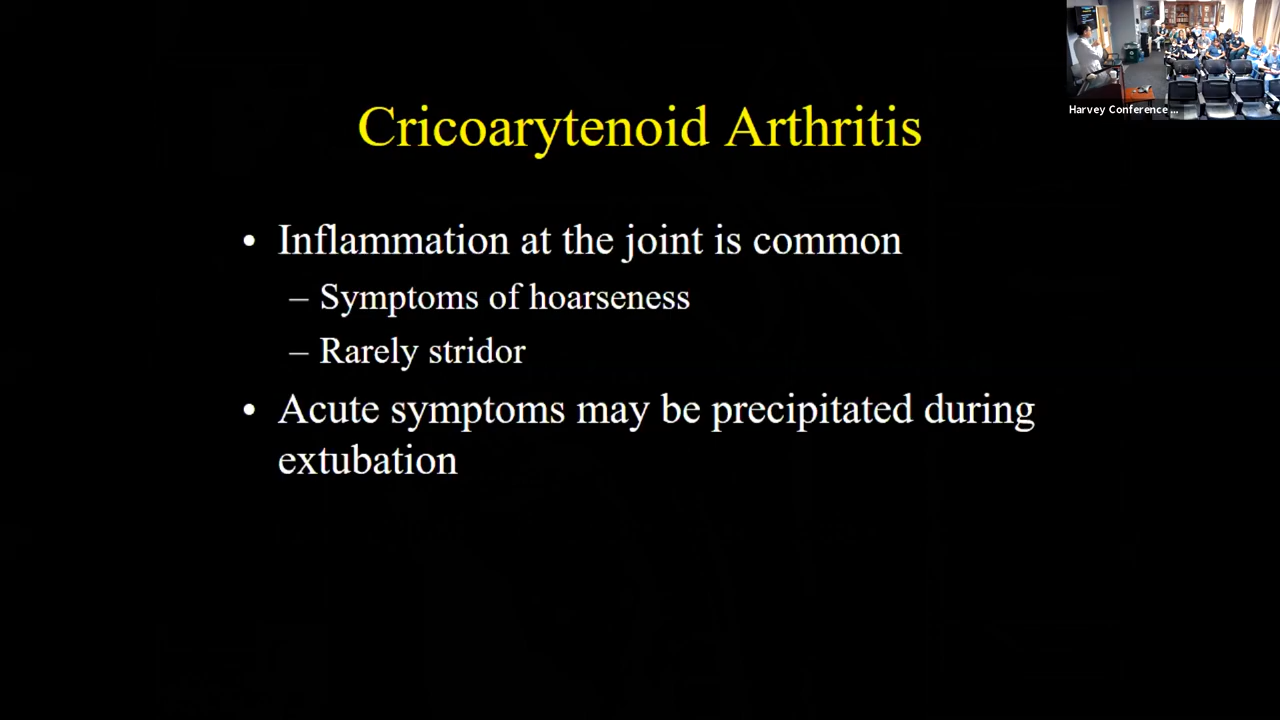 Harvey Conference ...
Cricoarytenoid Arthritis
• Inflammation at the joint is common
– Symptoms of hoarseness
– Rarely stridor
• Acute symptoms may be precipitated during
extubation